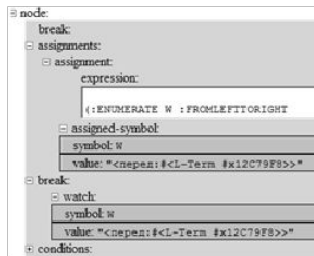 node:
break:
assignments:
assignment:
expression:
(:ENUMERATE W :FROMLEFTTORIGHT
assigned-symbol:
symbol: W
value: "<перед:#<L-Term #x12C79F8>>"
break:
watch:
symbol: W
value: "<перед:#<L-Term #x12C79F8>>"
conditions: